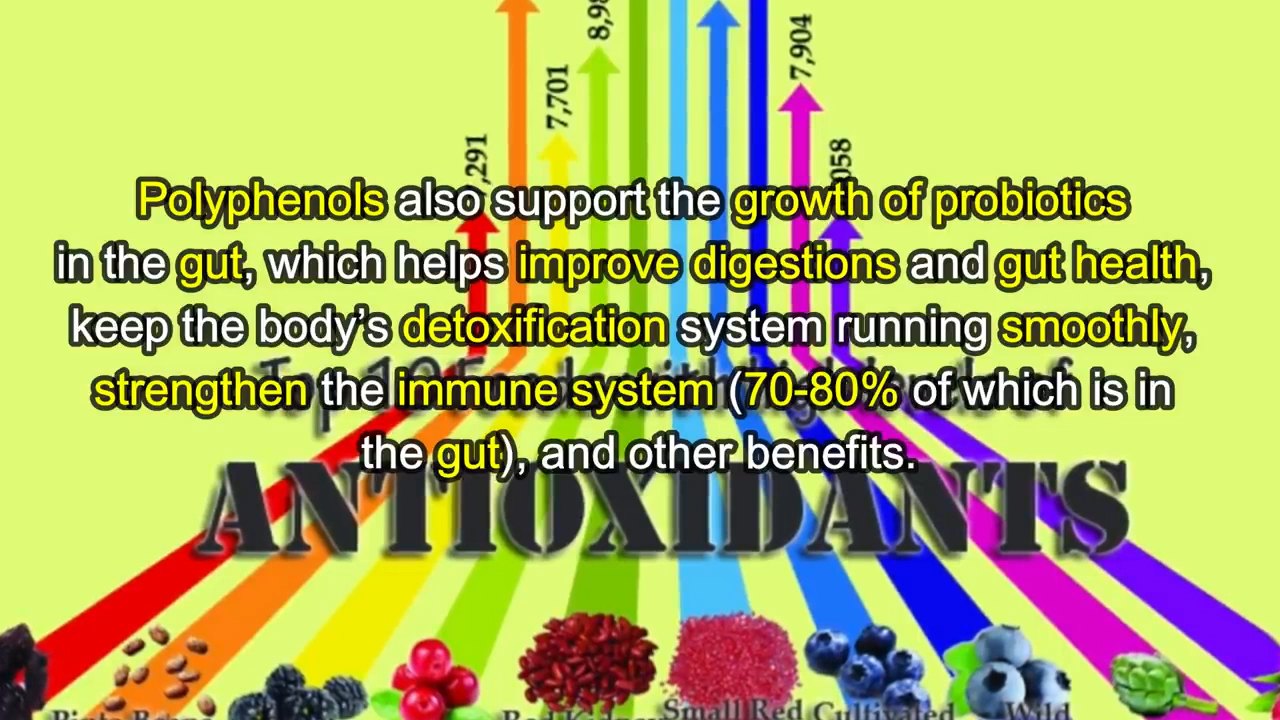 7,701
7,904
Polyphenols also support the growth of probiotics
in the gut, which helps improve digestions and gut health,
keep the body’s detoxification system running smoothly,
strengthen the immune system (70-80% of which is in
the gut), and other benefits.
ANTIOXIDANTS
Small Red
Cultivated
Wild